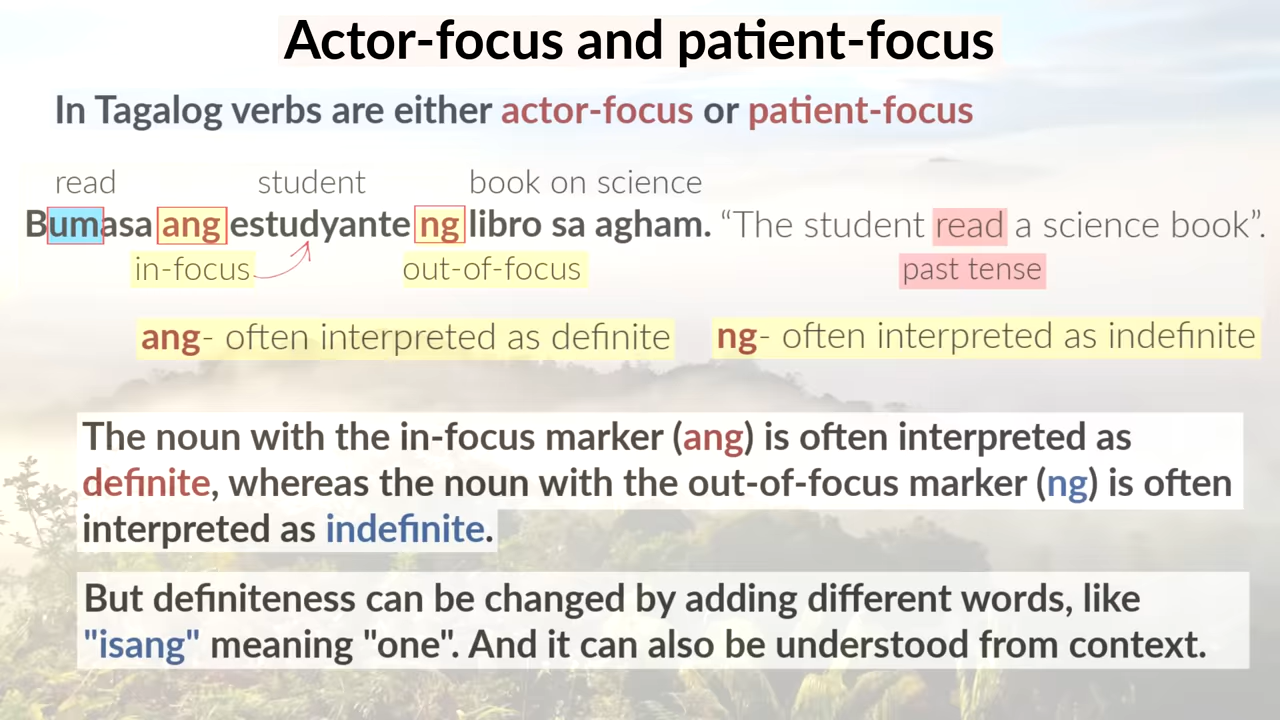 Actor-focus and patient-focus
In Tagalog verbs are either actor-focus or patient-focus
read student book on science
Bumasa ang estudyante ng libro sa agham. “The student read a science book”.
in-focus out-of-focus past tense
ang- often interpreted as definite ng- often interpreted as indefinite
The noun with the in-focus marker (ang) is often interpreted as
definite, whereas the noun with the out-of-focus marker (ng) is often
interpreted as indefinite.
But definiteness can be changed by adding different words, like
"isang" meaning "one". And it can also be understood from context.